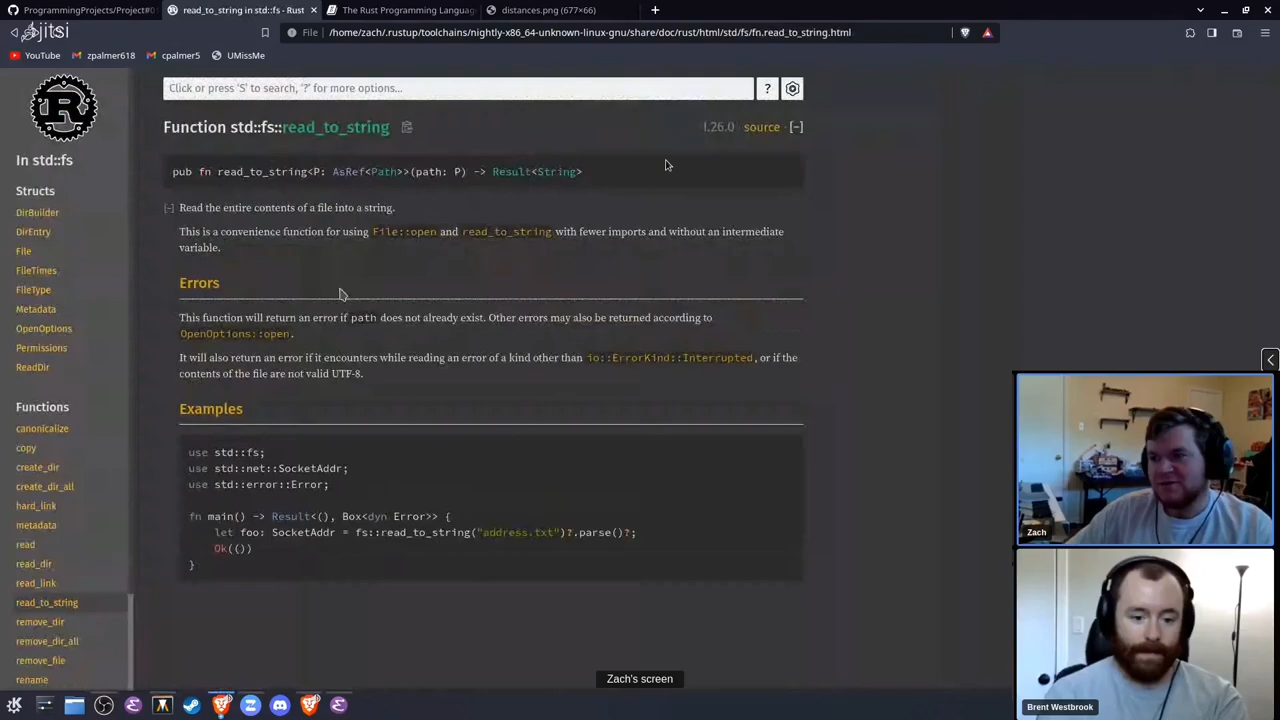 ProgrammingProjects/Project#0
read_to_string in std::fs - Rust
The Rust Programming Langua
distances.png (677×66)
jitsi
File
/home/zach/.rustup/toolchains/nightly-x86_64-unknown-linux-gnu/share/doc/rust/html/std/fs/fn.read_to_string.html
YouTube
zpalmer618
cpalmer5
UMissMe
Click or press 'S' to search, '?' for more options...
?
Function std::fs::read_to_string
1.26.0 source [−]
In std::fs
pub fn read_to_string<P: AsRef<Path>>(path: P) -> Result<String>
Structs
DirBuilder
DirEntry
File
FileTimes
FileType
Metadata
OpenOptions
Permissions
ReadDir
Functions
canonicalize
copy
create_dir
create_dir_all
hard_link
metadata
read
read_dir
read_link
read_to_string
remove_dir
remove_dir_all
remove_file
rename
[−] Read the entire contents of a file into a string.
This is a convenience function for using File::open and read_to_string with fewer imports and without an intermediate
variable.
Errors
This function will return an error if path does not already exist. Other errors may also be returned according to
OpenOptions::open.
It will also return an error if it encounters while reading an error of a kind other than io::ErrorKind::Interrupted, or if the
contents of the file are not valid UTF-8.
Examples
use std::fs;
use std::net::SocketAddr;
use std::error::Error;
fn main() -> Result<(), Box<dyn Error>> {
let foo: SocketAddr = fs::read_to_string("address.txt")?.parse()?;
Ok(())
}
Zach
Brent Westbrook
Zach's screen